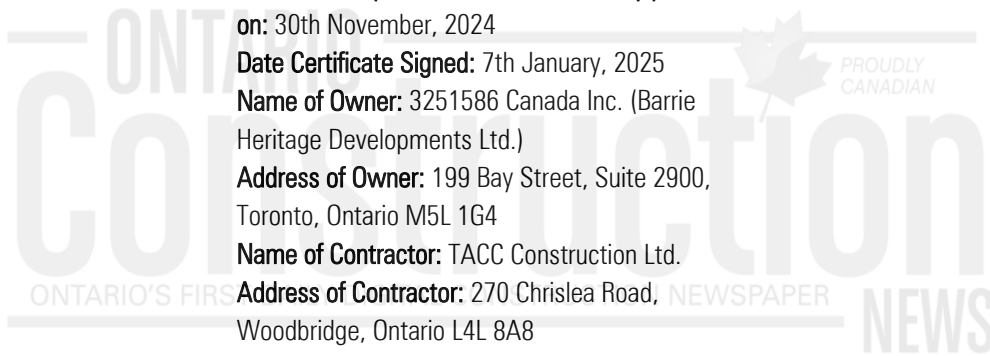 on: 30th November, 2024
Date Certificate Signed: 7th January, 2025
Name of Owner: 3251586 Canada Inc. (Barrie
Heritage Developments Ltd.)
Address of Owner: 199 Bay Street, Suite 2900,
Toronto, Ontario M5L 1G4
Name of Contractor: TACC Construction Ltd.
Address of Contractor: 270 Chrislea Road,
Woodbridge, Ontario L4L 8A8
ONTARIO
PROUDLY
CANADIAN
Construction
ONTARIO'S FIRS
NEWSPAPER
NEWS